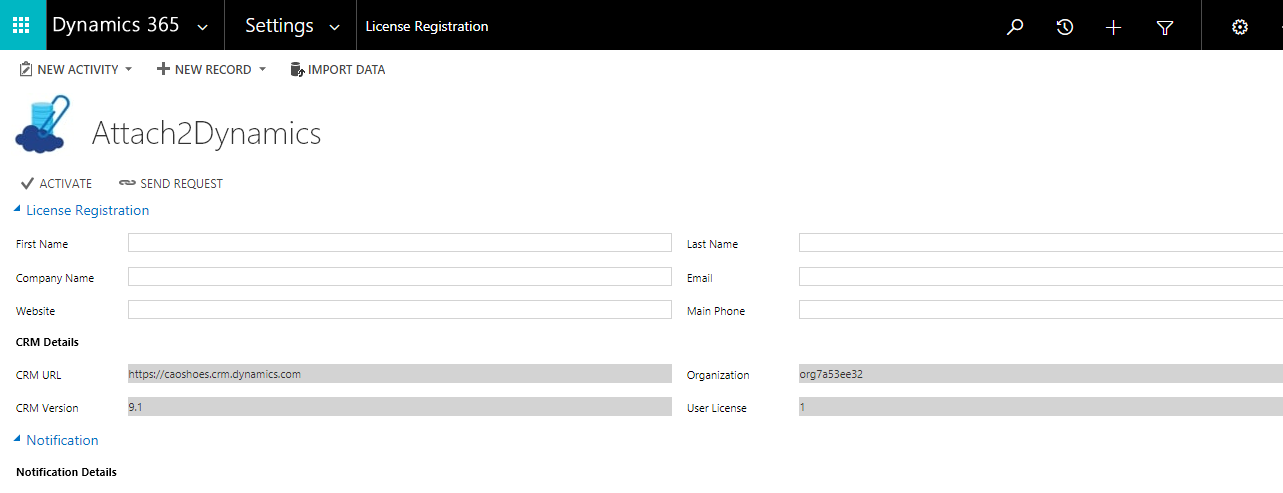 Dynamics 365 Settings License Registration
NEW ACTIVITY NEW RECORD IMPORT DATA
Attach2Dynamics
ACTIVATE SEND REQUEST
License Registration
First Name Last Name
Company Name Email
Website Main Phone
CRM Details
CRM URL https://caoshoes.crm.dynamics.com Organization org7a53ee32
CRM Version 9.1 User License 1
Notification
Notification Details